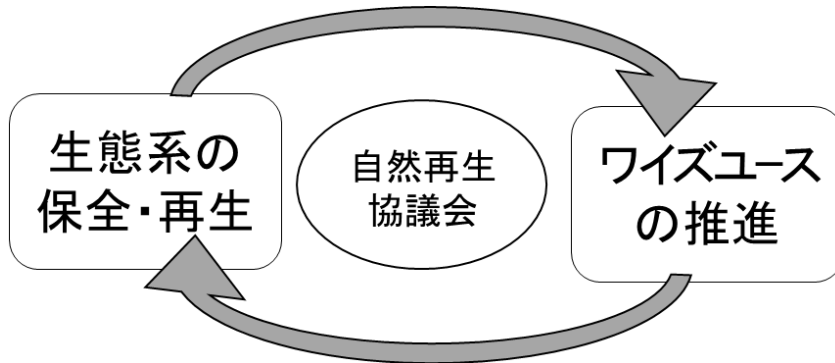 生態系の
保全・再生
自然再生
協議会
ワイズユース
の推進